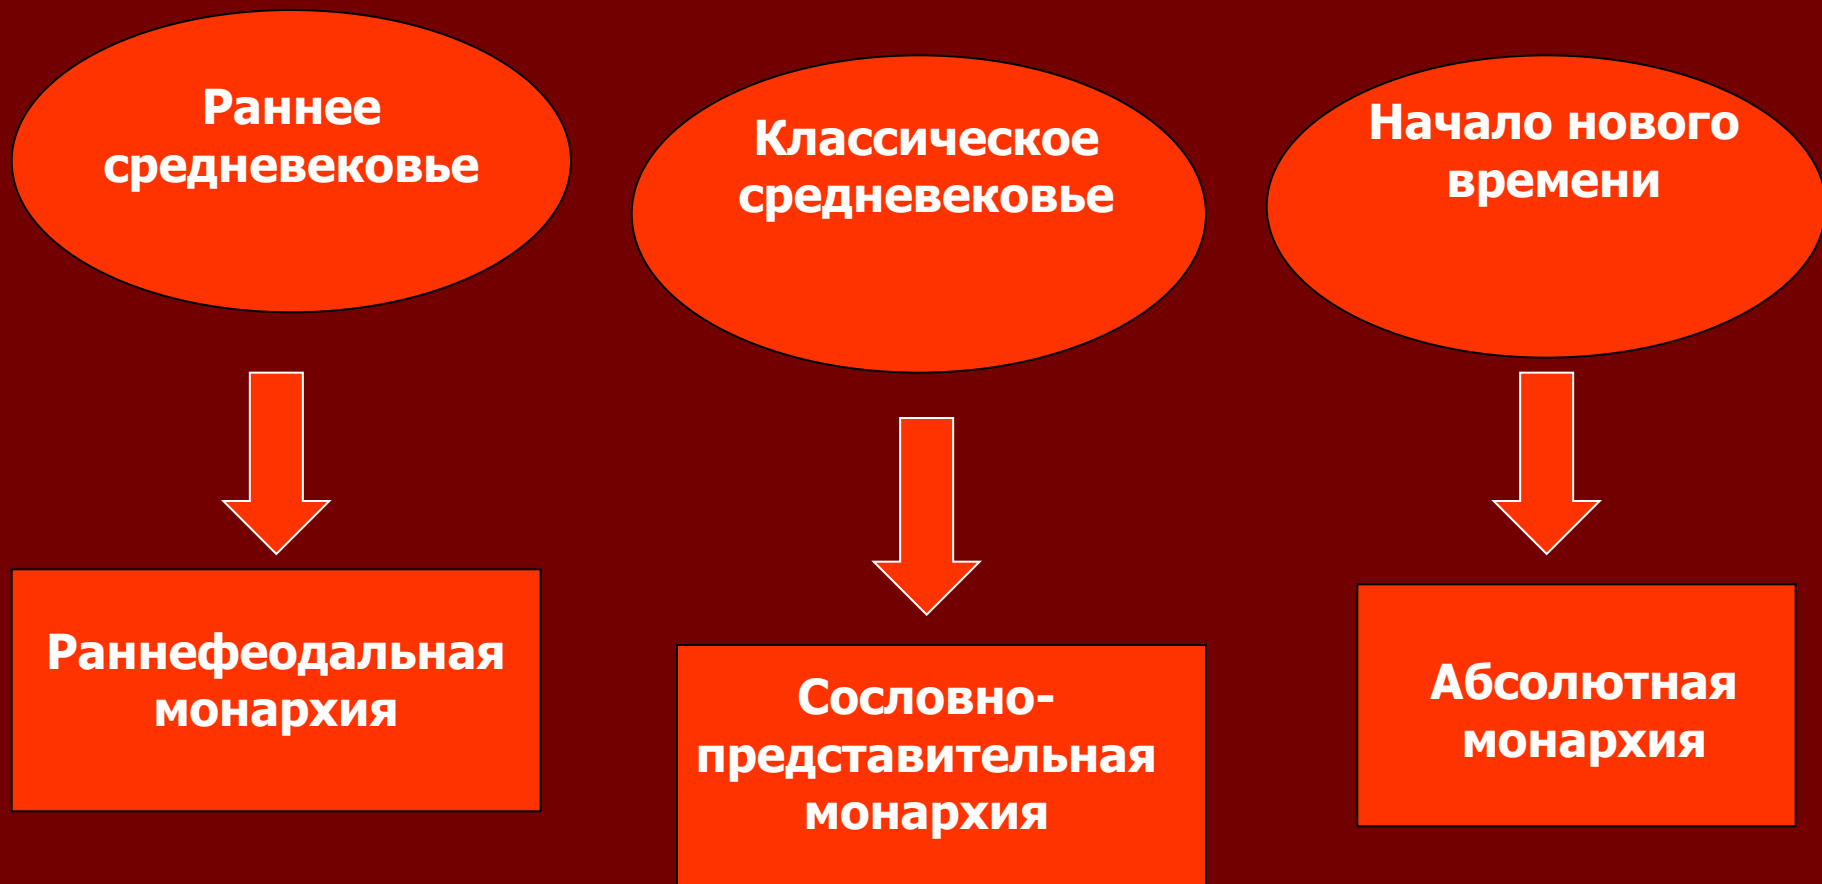 Раннее
средневековье
Классическое
средневековье
Начало нового
времени
Раннефеодальная
монархия
Сословно-
представительная
монархия
Абсолютная
монархия